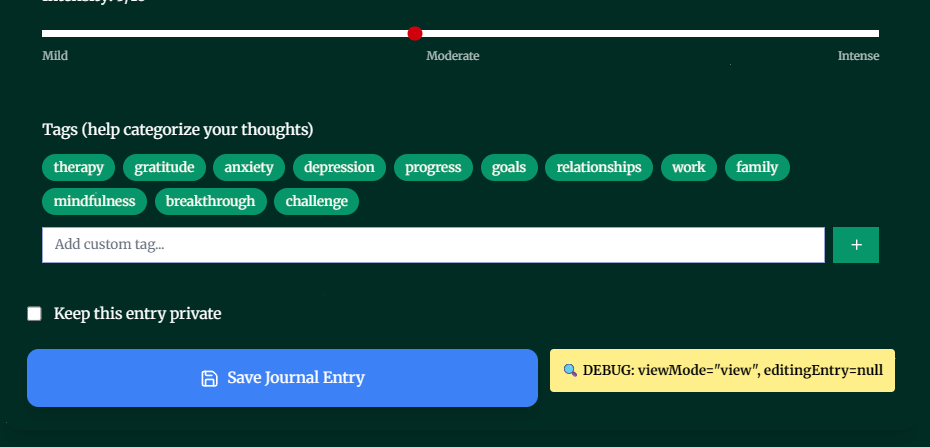 Mild Moderate Intense
Tags (help categorize your thoughts)
therapy gratitude anxiety depression progress goals relationships work family
mindfulness breakthrough challenge
Add custom tag... +
Keep this entry private
Save Journal Entry
🔍 DEBUG: viewMode="view", editingEntry=null